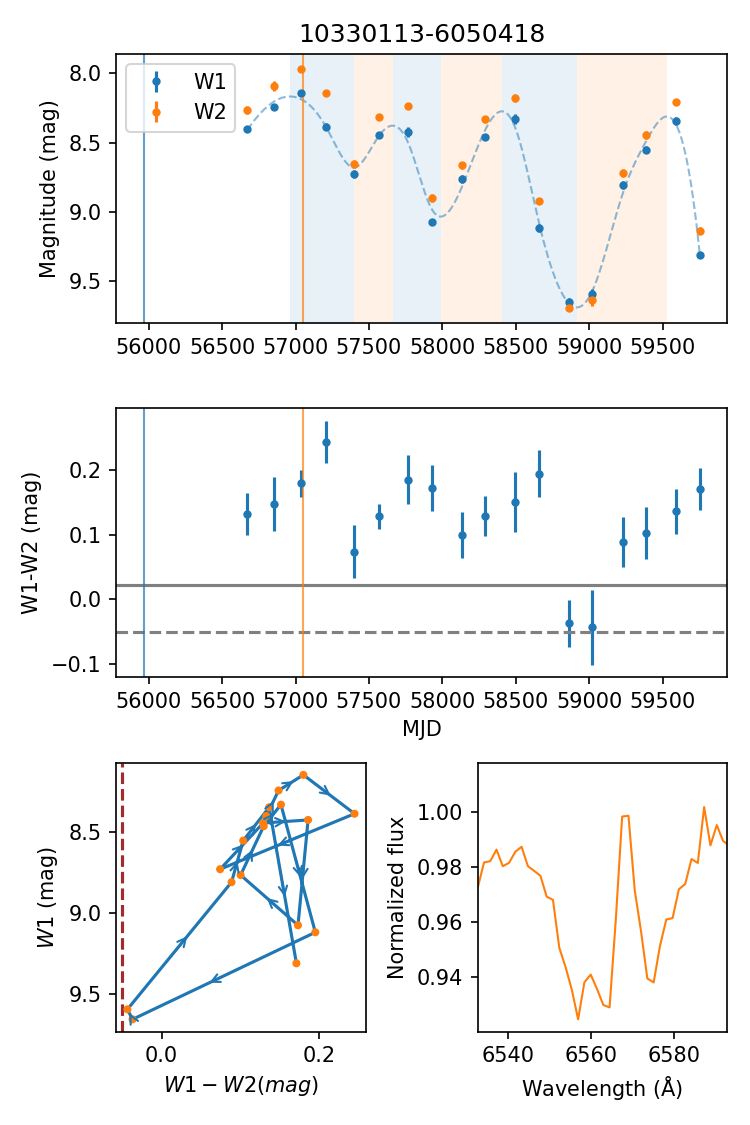 10330113-6050418
W1
W2
Magnitude (mag)
8.0
8.5
9.0
9.5
56000 56500 57000 57500 58000 58500 59000 59500
W1-W2 (mag)
0.2
0.1
0.0
−0.1
56000 56500 57000 57500 58000 58500 59000 59500
MJD
W1 (mag)
8.5
9.0
9.5
0.0 0.2
W1 − W2(mag)
Normalized flux
1.00
0.98
0.96
0.94
6540 6560 6580
Wavelength (Å)